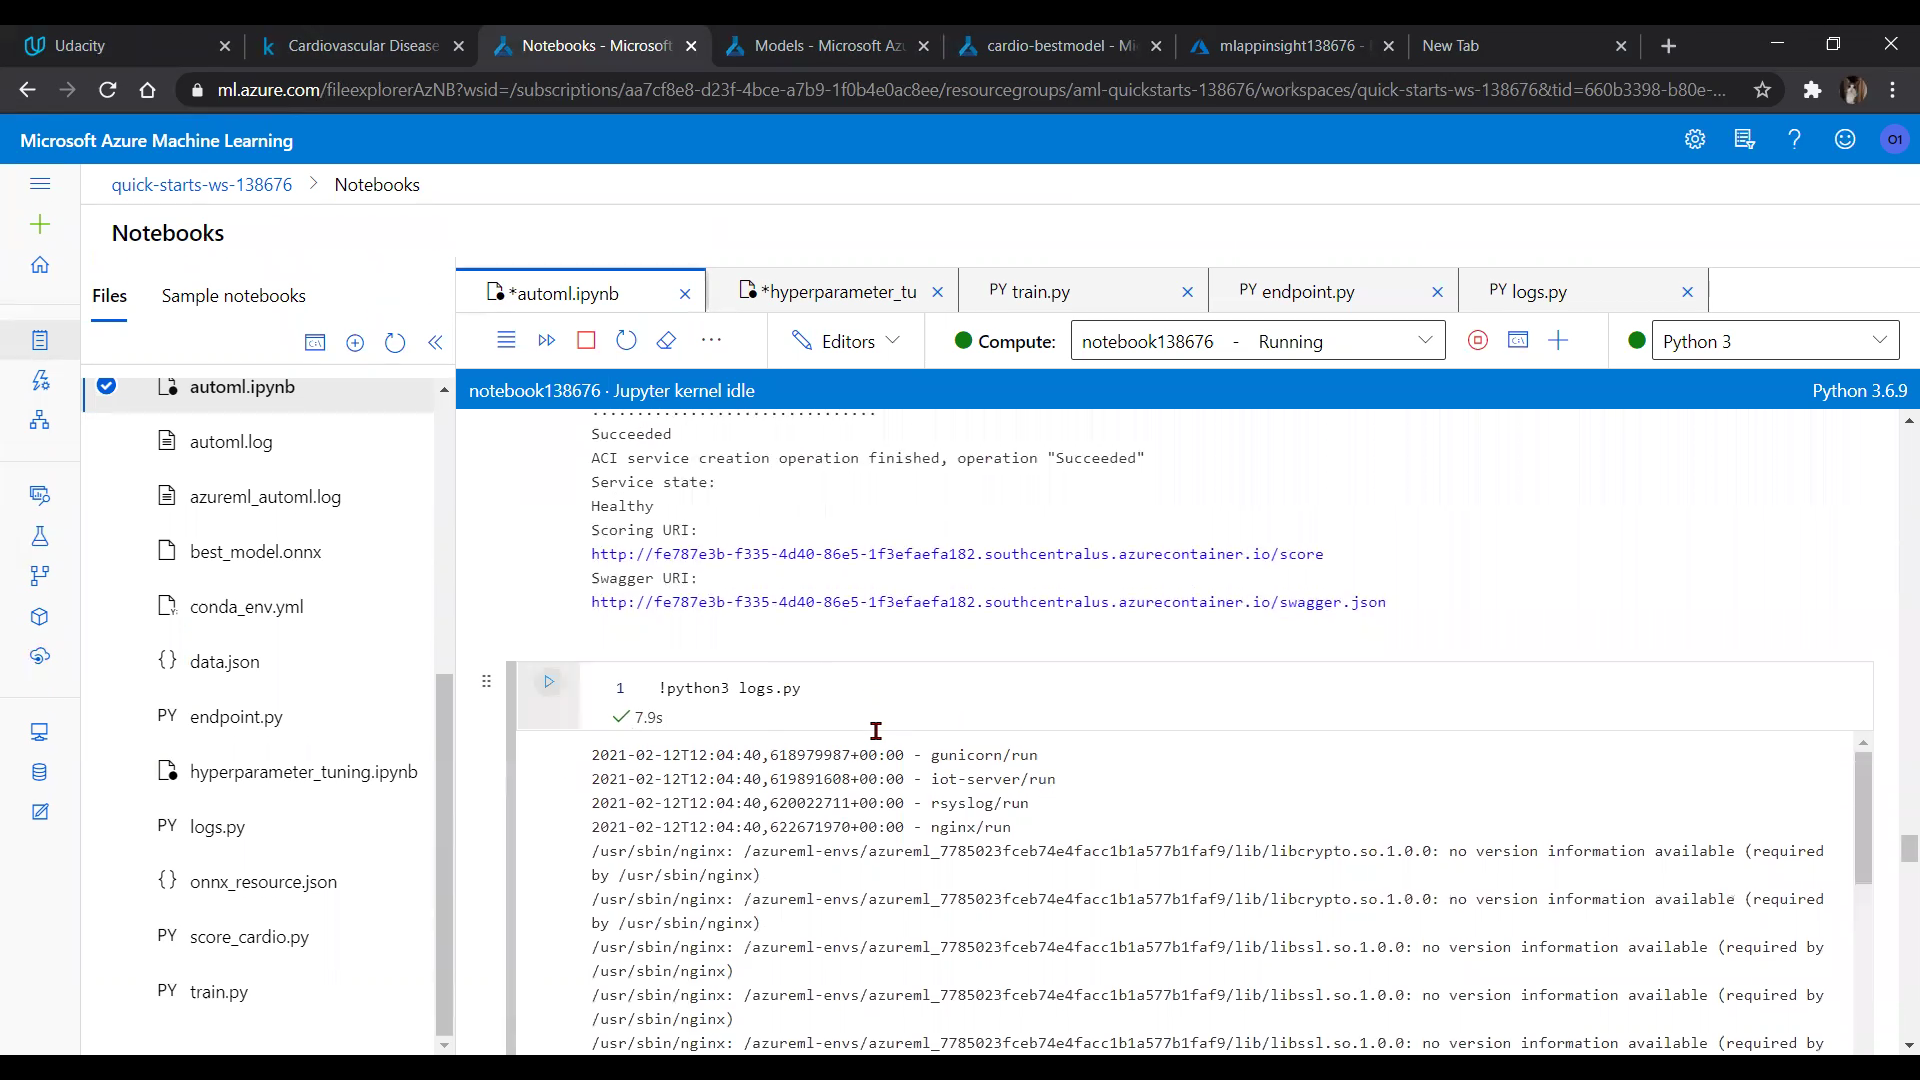 Udacity
Cardiovascular Disease
Notebooks - Microsoft
Models - Microsoft Az
cardio-bestmodel - Mi
mlappinsight138676 -
New Tab
ml.azure.com/fileexplorerAzNB?wsid=/subscriptions/aa7cf8e8-d23f-4bce-a7b9-1f0b4e0ac8ee/resourcegroups/aml-quickstarts-138676/workspaces/quick-starts-ws-138676&tid=660b3398-b80e-...
Microsoft Azure Machine Learning
O1
quick-starts-ws-138676 > Notebooks
Notebooks
Files
Sample notebooks
*automl.ipynb
*hyperparameter_tu
PY train.py
PY endpoint.py
PY logs.py
Editors
Compute:
notebook138676 - Running
Python 3
notebook138676 · Jupyter kernel idle
Python 3.6.9
automl.ipynb
automl.log
azureml_automl.log
best_model.onnx
conda_env.yml
{} data.json
PY endpoint.py
hyperparameter_tuning.ipynb
PY logs.py
{} onnx_resource.json
PY score_cardio.py
PY train.py
..............................
Succeeded
ACI service creation operation finished, operation "Succeeded"
Service state:
Healthy
Scoring URI:
http://fe787e3b-f335-4d40-86e5-1f3efaefa182.southcentralus.azurecontainer.io/score
Swagger URI:
http://fe787e3b-f335-4d40-86e5-1f3efaefa182.southcentralus.azurecontainer.io/swagger.json
1 !python3 logs.py
7.9s
2021-02-12T12:04:40,618979987+00:00 - gunicorn/run
2021-02-12T12:04:40,619891608+00:00 - iot-server/run
2021-02-12T12:04:40,620022711+00:00 - rsyslog/run
2021-02-12T12:04:40,622671970+00:00 - nginx/run
/usr/sbin/nginx: /azureml-envs/azureml_7785023fceb74e4facc1b1a577b1faf9/lib/libcrypto.so.1.0.0: no version information available (required
by /usr/sbin/nginx)
/usr/sbin/nginx: /azureml-envs/azureml_7785023fceb74e4facc1b1a577b1faf9/lib/libcrypto.so.1.0.0: no version information available (required
by /usr/sbin/nginx)
/usr/sbin/nginx: /azureml-envs/azureml_7785023fceb74e4facc1b1a577b1faf9/lib/libssl.so.1.0.0: no version information available (required by
/usr/sbin/nginx)
/usr/sbin/nginx: /azureml-envs/azureml_7785023fceb74e4facc1b1a577b1faf9/lib/libssl.so.1.0.0: no version information available (required by
/usr/sbin/nginx)
/usr/sbin/nginx: /azureml-envs/azureml_7785023fceb74e4facc1b1a577b1faf9/lib/libssl.so.1.0.0: no version information available (required by